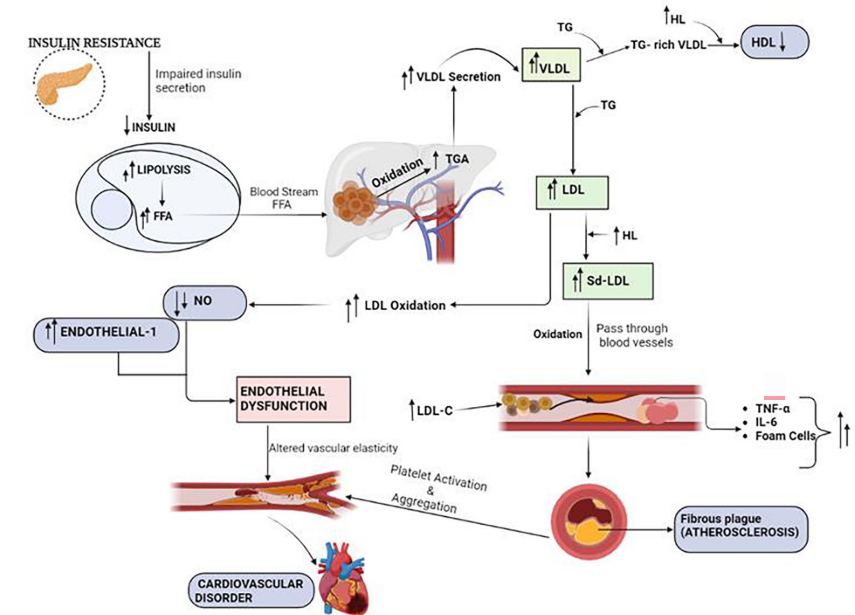 INSULIN RESISTANCE
Impaired insulin
secretion
↓ INSULIN
↑↑ LIPOLYSIS
↑↑ FFA
Blood Stream
FFA
Oxidation
↑ TGA
↑↑ VLDL Secretion
↑↑ VLDL
TG
TG- rich VLDL
↑ HL
HDL ↓
TG
↑↑ LDL
↑ HL
↑↑ Sd-LDL
↑↑ LDL Oxidation
↓↓ NO
↑↑ ENDOTHELIAL-1
Oxidation
Pass through
blood vessels
ENDOTHELIAL
DYSFUNCTION
↑ LDL-C
• TNF-α
• IL-6
• Foam Cells
↑↑
Altered vascular elasticity
Platelet Activation
&
Aggregation
Fibrous plague
(ATHEROSCLEROSIS)
CARDIOVASCULAR
DISORDER